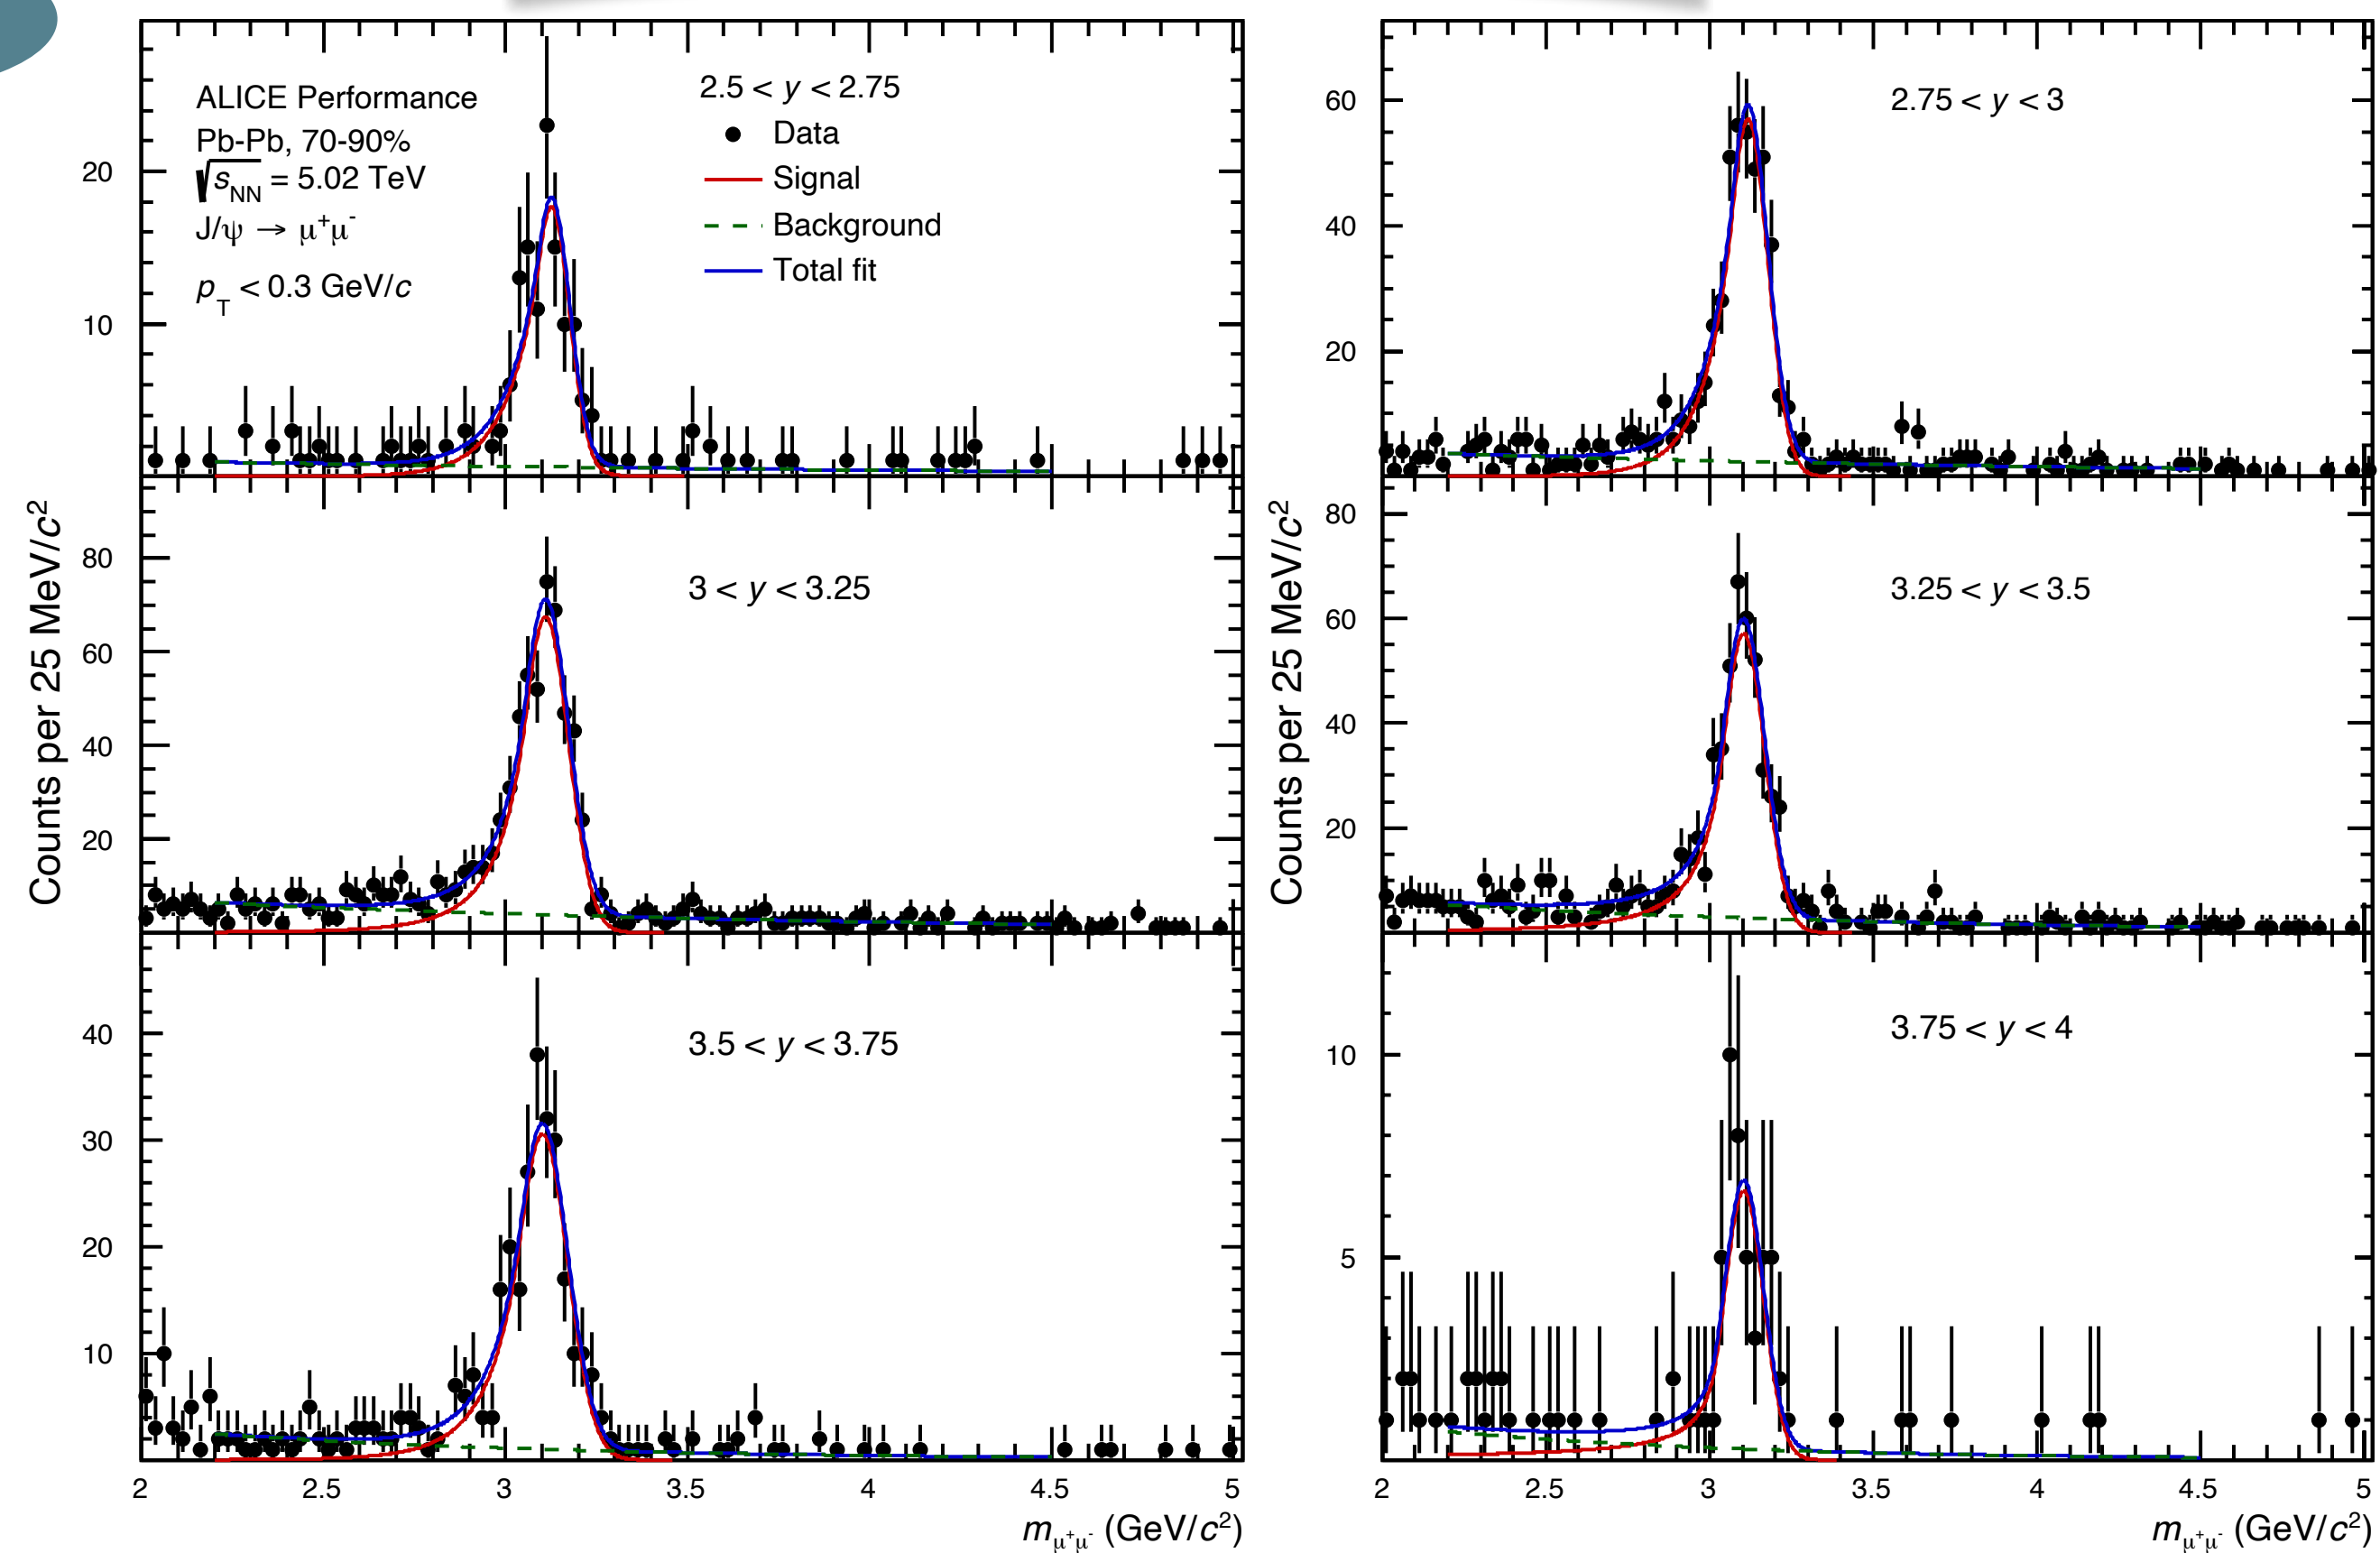 ALICE Performance
Pb-Pb, 70-90%
√sNN = 5.02 TeV
J/ψ → μ⁺μ⁻
pT < 0.3 GeV/c
2.5 < y < 2.75
Data
Signal
Background
Total fit
20
10
2.75 < y < 3
60
40
20
Counts per 25 MeV/c²
3 < y < 3.25
80
60
40
20
Counts per 25 MeV/c²
3.25 < y < 3.5
80
60
40
20
3.5 < y < 3.75
40
30
20
10
3.75 < y < 4
10
5
2 2.5 3 3.5 4 4.5 5
mμ⁺μ⁻ (GeV/c²)
2 2.5 3 3.5 4 4.5 5
mμ⁺μ⁻ (GeV/c²)